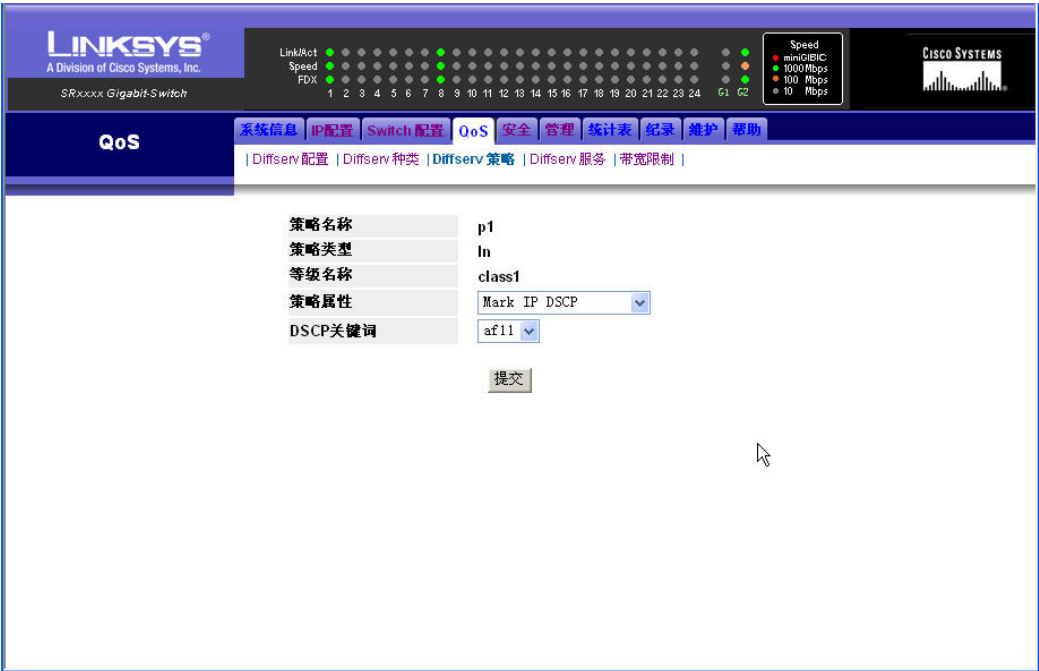 LINKSYS®
A Division of Cisco Systems, Inc.
SRxxxx Gigabit-Switch
Link/Act
Speed
FDX
1 2 3 4 5 6 7 8 9 10 11 12 13 14 15 16 17 18 19 20 21 22 23 24 G1 G2
Speed
miniGIBIC
1000Mbps
100 Mbps
10 Mbps
CISCO SYSTEMS
QoS
系统信息 IP配置 Switch 配置 QoS 安全 管理 统计表 纪录 维护 帮助
| Diffserv 配置 | Diffserv 种类 | Diffserv 策略 | Diffserv 服务 | 带宽限制 |
策略名称 p1
策略类型 In
等级名称 class1
策略属性 Mark IP DSCP
DSCP关键词 af11
提交